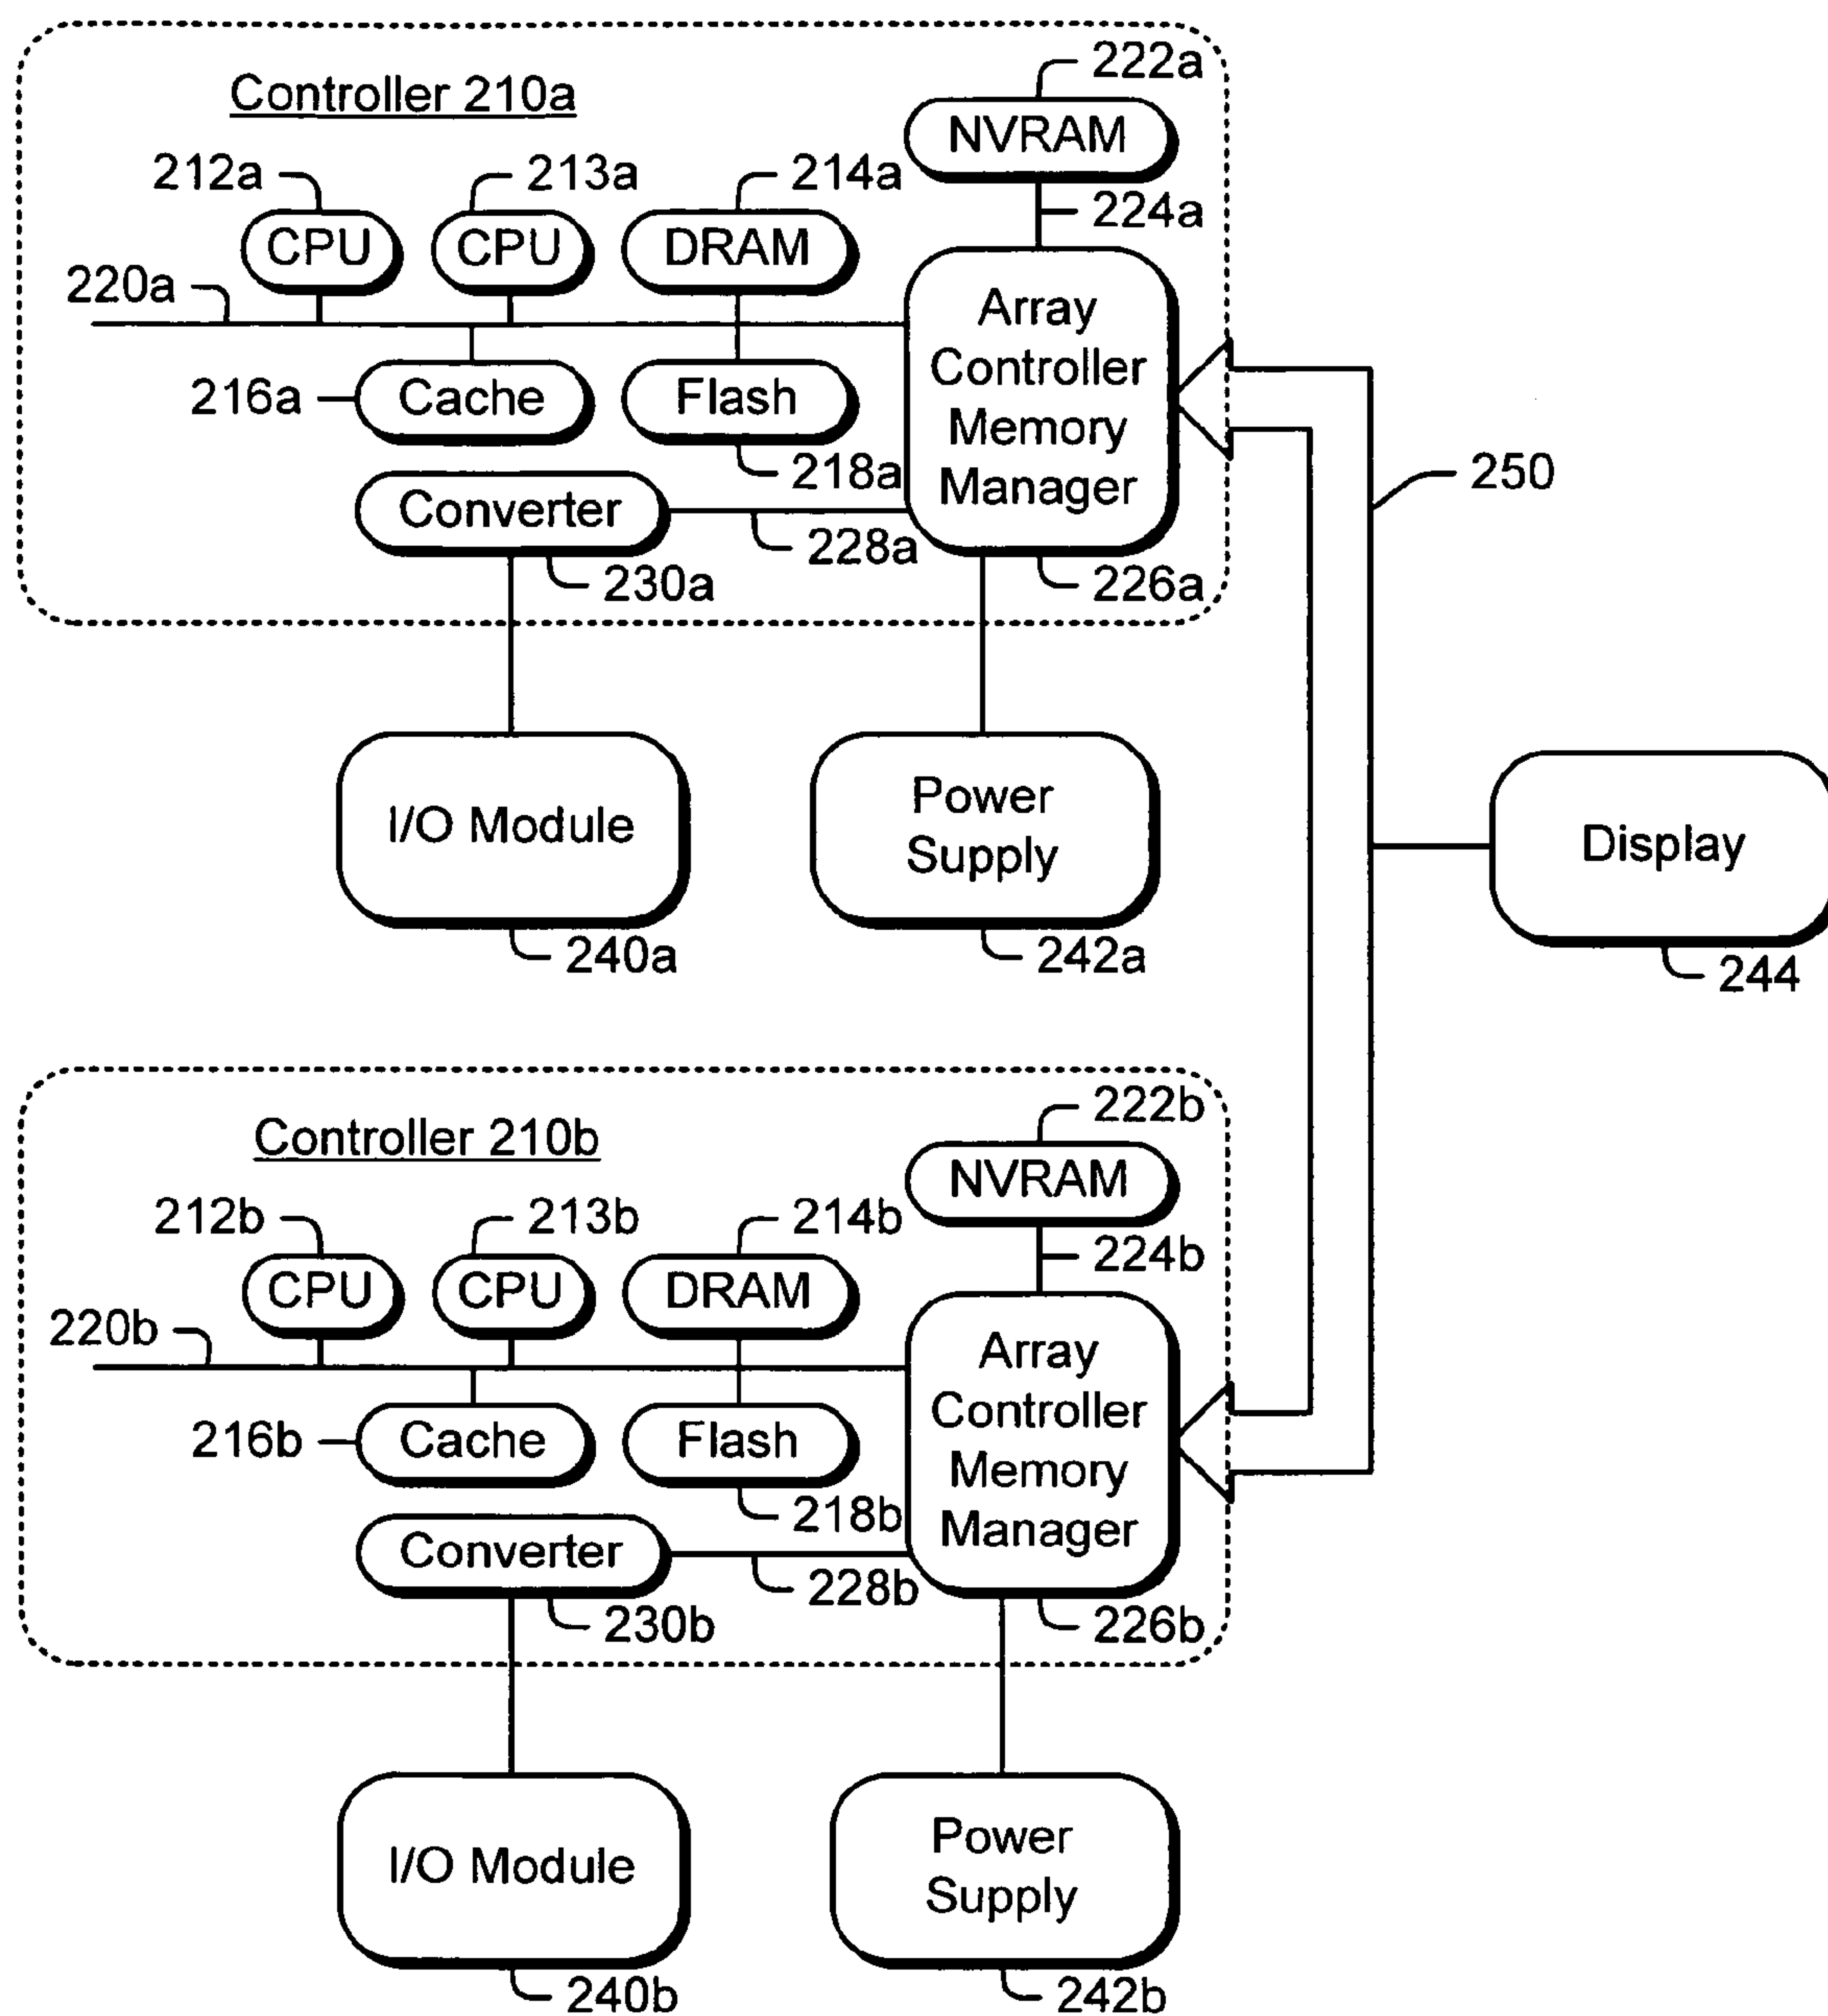 222a
Controller 210a
NVRAM
212a
213a
214a
224a
CPU
CPU
DRAM
220a
Array
Controller
Memory
Manager
216a
Cache
Flash
218a
250
Converter
228a
230a
226a
I/O Module
Power
Supply
Display
240a
242a
244
222b
Controller 210b
NVRAM
212b
213b
214b
224b
CPU
CPU
DRAM
220b
Array
Controller
Memory
Manager
216b
Cache
Flash
218b
Converter
228b
230b
226b
I/O Module
Power
Supply
240b
242b